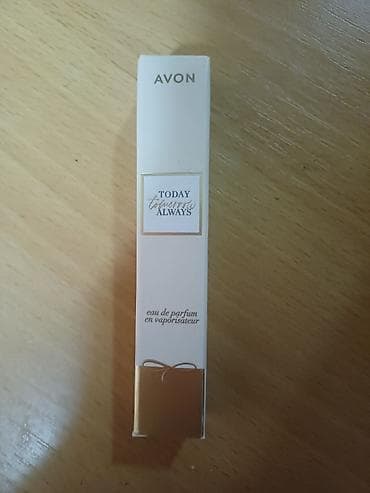 AVON
TODAY
tomorrow
ALWAYS
eau de parfum
en vaporisateur